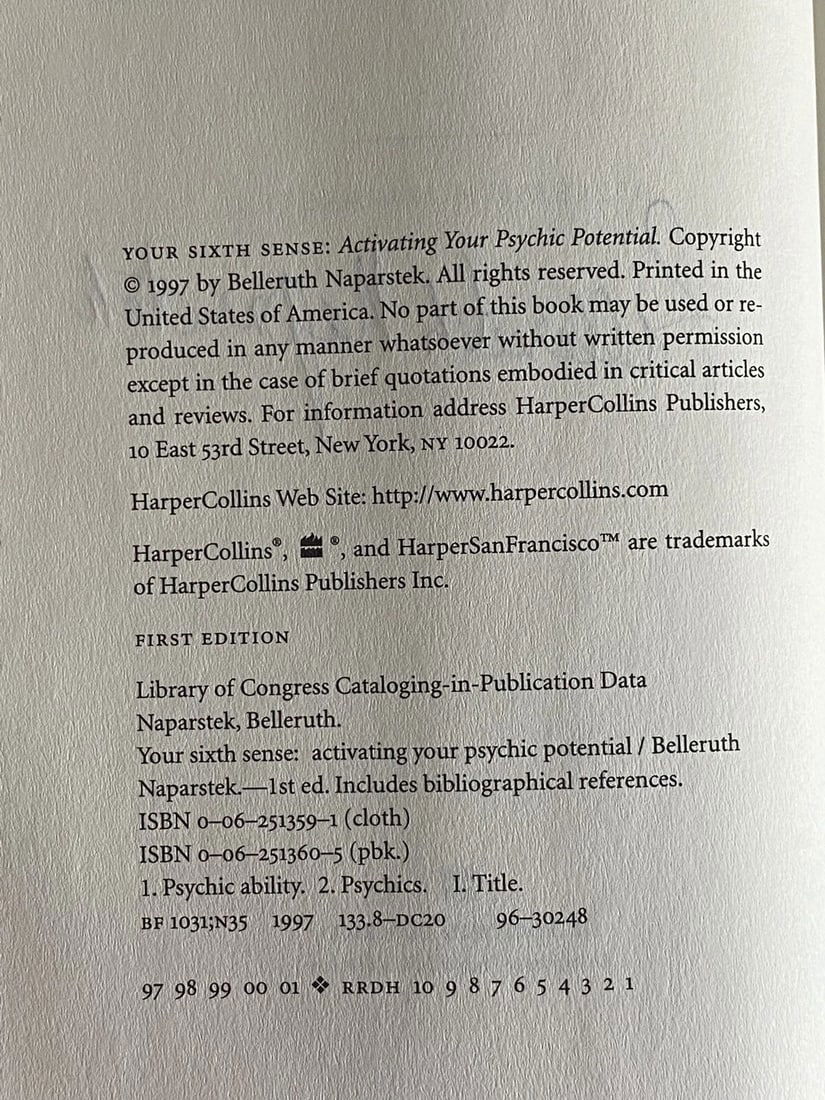 YOUR SIXTH SENSE: Activating Your Psychic Potential. Copyright
© 1997 by Belleruth Naparstek. All rights reserved. Printed in the
United States of America. No part of this book may be used or re-
produced in any manner whatsoever without written permission
except in the case of brief quotations embodied in critical articles
and reviews. For information address HarperCollins Publishers,
10 East 53rd Street, New York, NY 10022.
HarperCollins Web Site: http://www.harpercollins.com
HarperCollins®, ®, and HarperSanFrancisco™ are trademarks
of HarperCollins Publishers Inc.
FIRST EDITION
Library of Congress Cataloging-in-Publication Data
Naparstek, Belleruth.
Your sixth sense: activating your psychic potential / Belleruth
Naparstek.—1st ed. Includes bibliographical references.
ISBN 0–06–251359–1 (cloth)
ISBN 0–06–251360–5 (pbk.)
1. Psychic ability. 2. Psychics. I. Title.
BF 1031;N35 1997 133.8–DC20 96–30248
97 98 99 00 01 ❖ RRDH 10 9 8 7 6 5 4 3 2 1